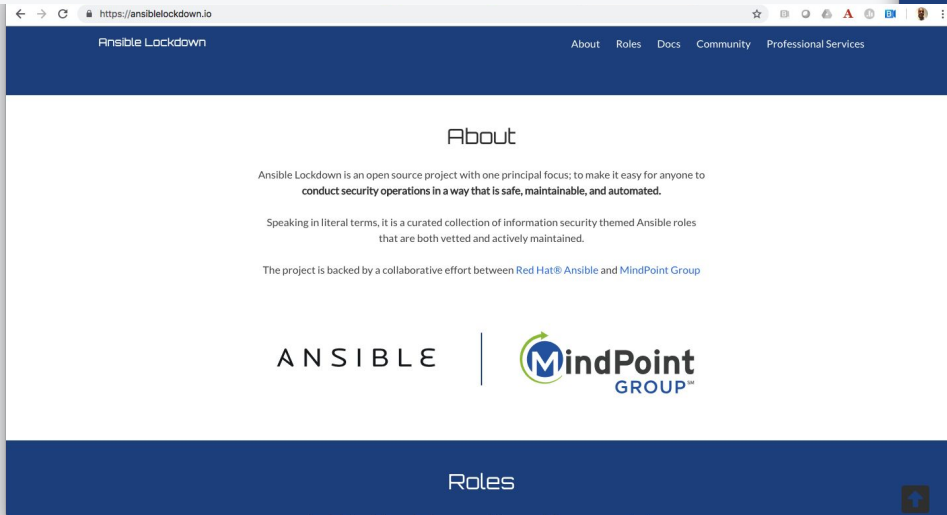 https://ansiblelockdown.io
Ansible Lockdown
About Roles Docs Community Professional Services
About
Ansible Lockdown is an open source project with one principal focus; to make it easy for anyone to
conduct security operations in a way that is safe, maintainable, and automated.
Speaking in literal terms, it is a curated collection of information security themed Ansible roles
that are both vetted and actively maintained.
The project is backed by a collaborative effort between Red Hat® Ansible and MindPoint Group
ANSIBLE
MindPoint
GROUP℠
Roles